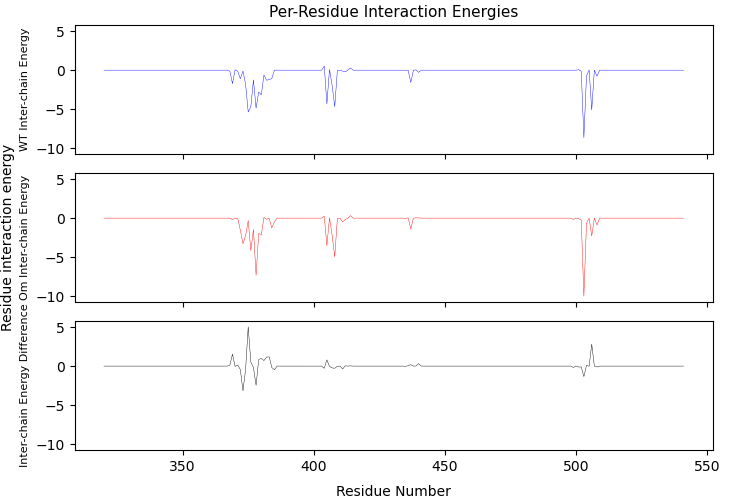 Per-Residue Interaction Energies
WT Inter-chain Energy
5
0
−5
−10
Residue interaction energy
Om Inter-chain Energy
5
0
−5
−10
Inter-chain Energy Difference
5
0
−5
−10
350
400
450
500
550
Residue Number